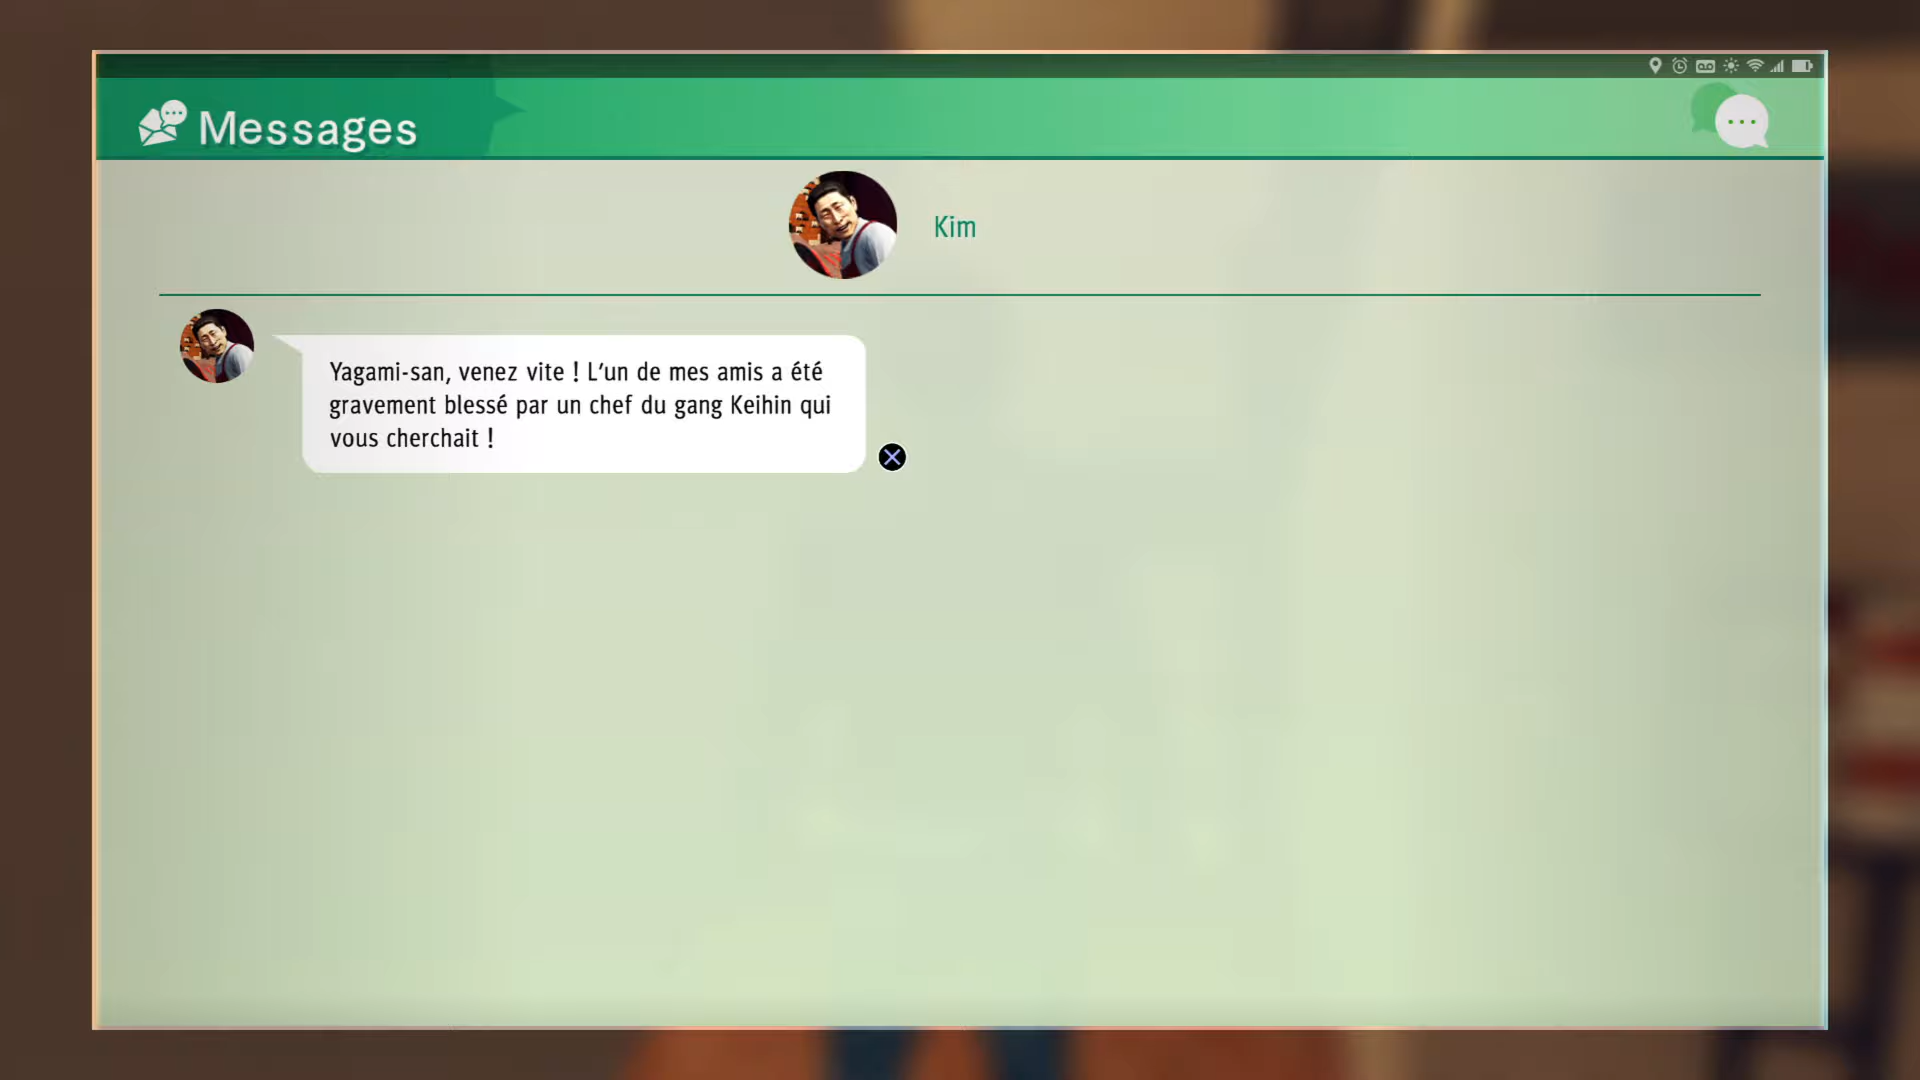 Messages
Kim
Yagami-san, venez vite ! L'un de mes amis a été
gravement blessé par un chef du gang Keihin qui
vous cherchait !